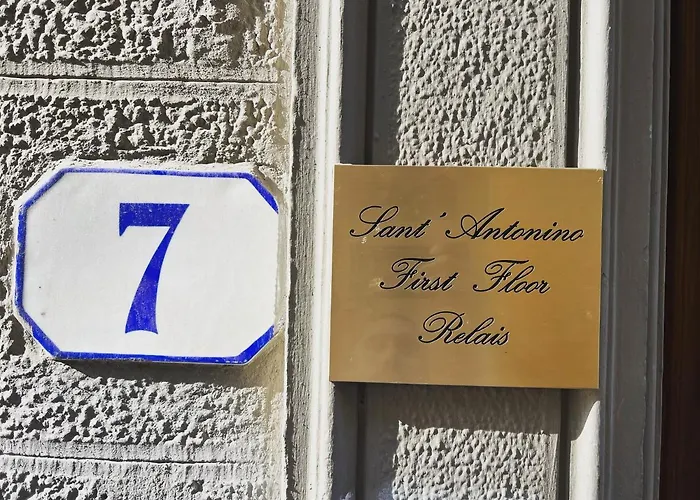 7
Sant' Antonino
First Floor
Relais